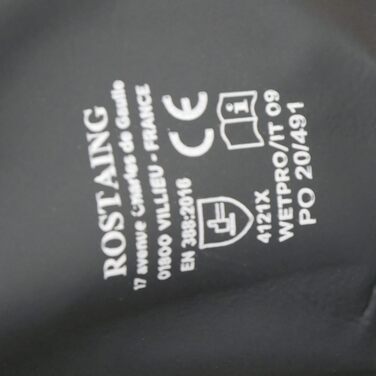 ROSTAING
17 avenue Charles de Gaulle
01800 VILLIEU - FRANCE
CE
i
EN 388:2016
4121X
WETPRO/IT 09
PO 20/491